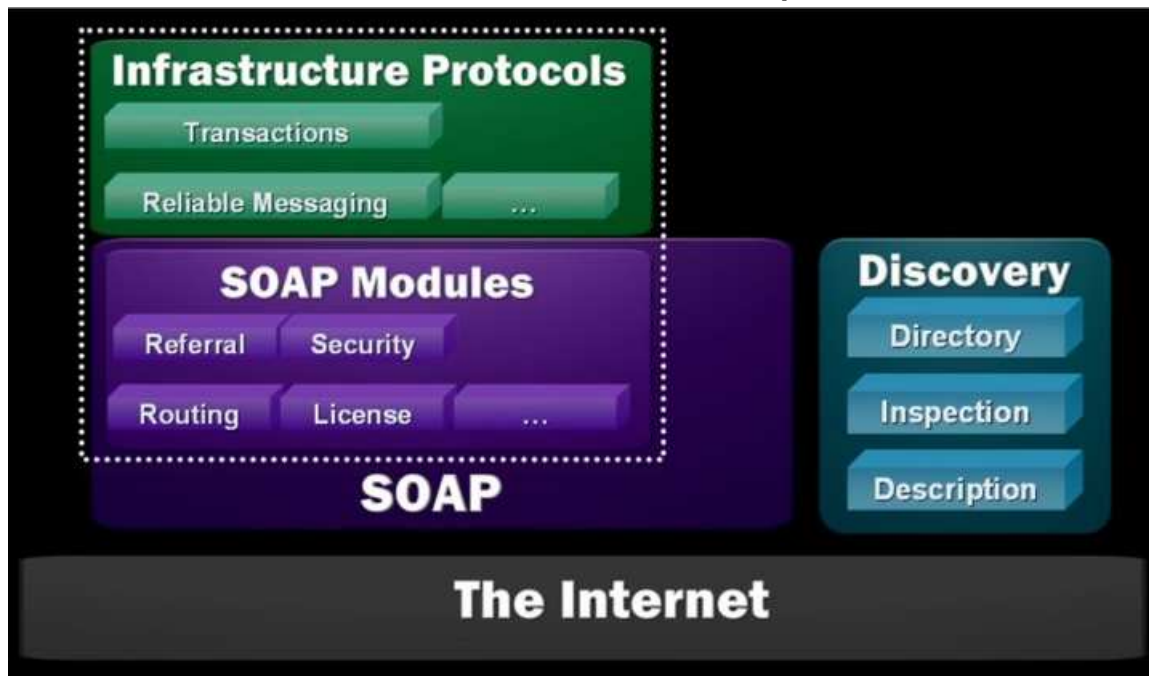 Infrastructure Protocols
Transactions
Reliable Messaging ...
SOAP Modules
Referral Security
Routing License ...
SOAP
Discovery
Directory
Inspection
Description
The Internet